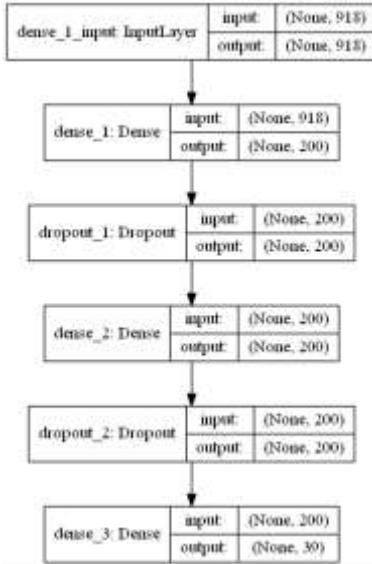 dense_1_input: InputLayer input: (None, 918)
output: (None, 918)
dense_1: Dense input: (None, 918)
output: (None, 200)
dropout_1: Dropout input: (None, 200)
output: (None, 200)
dense_2: Dense input: (None, 200)
output: (None, 200)
dropout_2: Dropout input: (None, 200)
output: (None, 200)
dense_3: Dense input: (None, 200)
output: (None, 39)